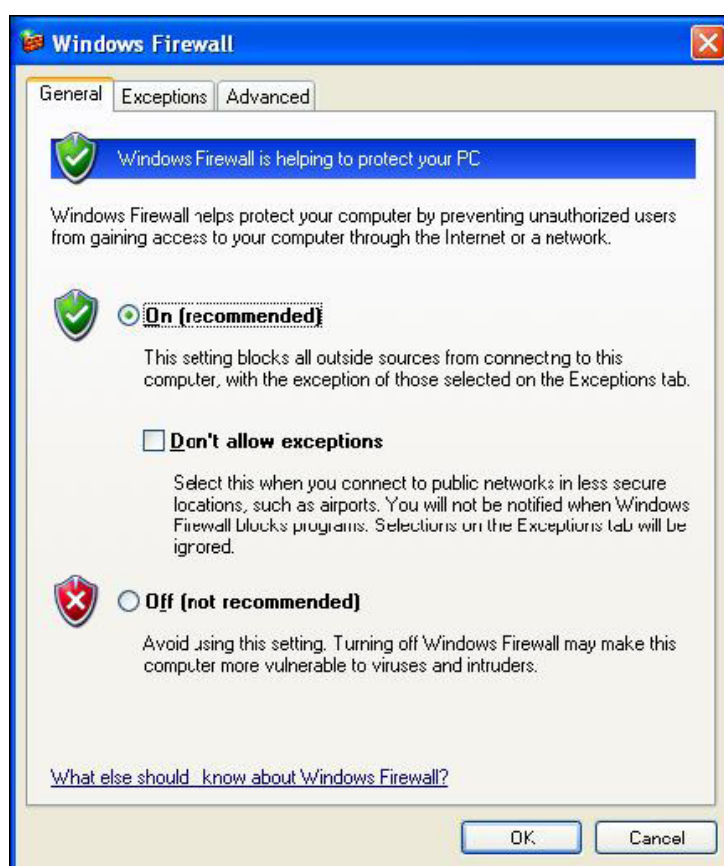 Windows Firewall
General Exceptions Advanced
Windows Firewall is helping to protect your PC
Windows Firewall helps protect your computer by preventing unauthorized users
from gaining access to your computer through the Internet or a network.
On (recommended)
This setting blocks all outside sources from connecting to this
computer, with the exception of those selected on the Exceptions tab.
Don't allow exceptions
Select this when you connect to public networks in less secure
locations, such as airports. You will not be notified when Windows
Firewall blocks programs. Selections on the Exceptions tab will be
ignored.
Off (not recommended)
Avoid using this setting. Turning off Windows Firewall may make this
computer more vulnerable to viruses and intruders.
What else should I know about Windows Firewall?
OK Cancel